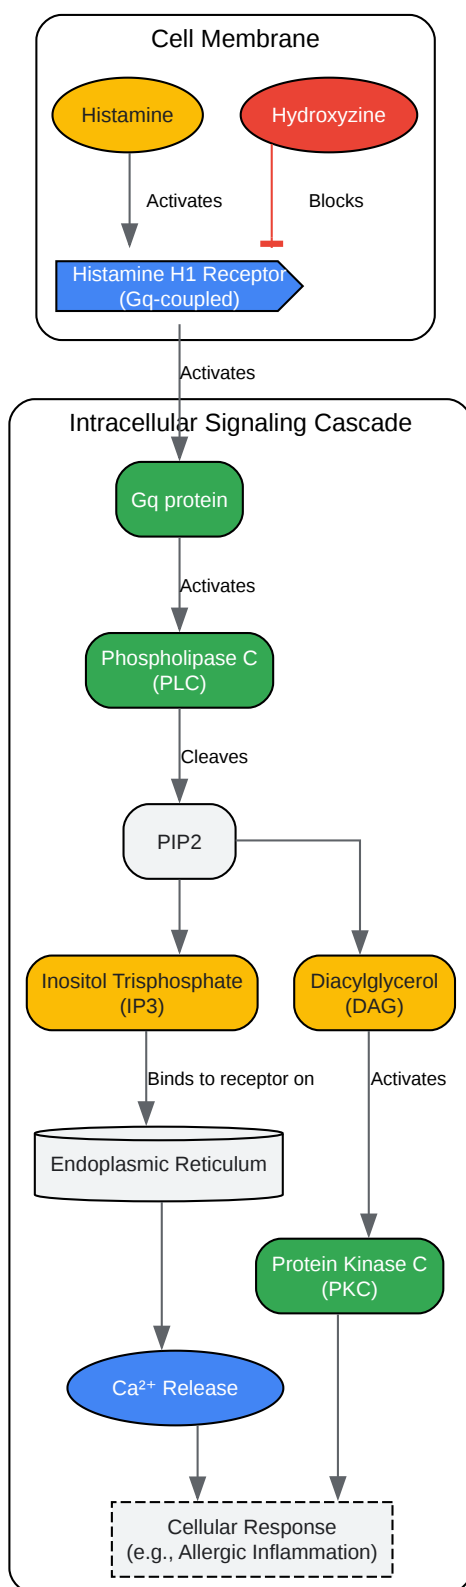 Cell Membrane
Histamine
Hydroxyzine
Activates
Blocks
Histamine H1 Receptor
(Gq-coupled)
Activates
Intracellular Signaling Cascade
Gq protein
Activates
Phospholipase C
(PLC)
Cleaves
PIP2
Inositol Trisphosphate
(IP3)
Diacylglycerol
(DAG)
Binds to receptor on
Activates
Endoplasmic Reticulum
Protein Kinase C
(PKC)
Ca²⁺ Release
Cellular Response
(e.g., Allergic Inflammation)